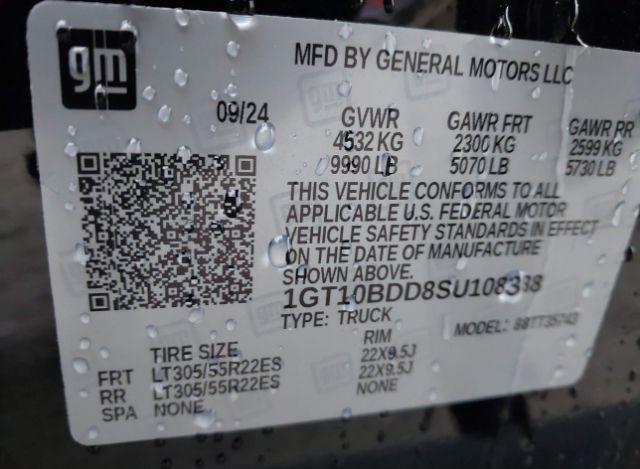 gm
MFD BY GENERAL MOTORS LLC
09/24 GVWR GAWR FRT GAWR RR
4532 KG 2300 KG 2599 KG
9990 LB 5070 LB 5730 LB
THIS VEHICLE CONFORMS TO ALL
APPLICABLE U.S. FEDERAL MOTOR
VEHICLE SAFETY STANDARDS IN EFFECT
ON THE DATE OF MANUFACTURE
SHOWN ABOVE.
1GT10BDD8SU108388
TYPE: TRUCK MODEL:
TIRE SIZE RIM
FRT LT305/55R22ES 22X9.5J
RR LT305/55R22ES 22X9.5J
SPA NONE NONE